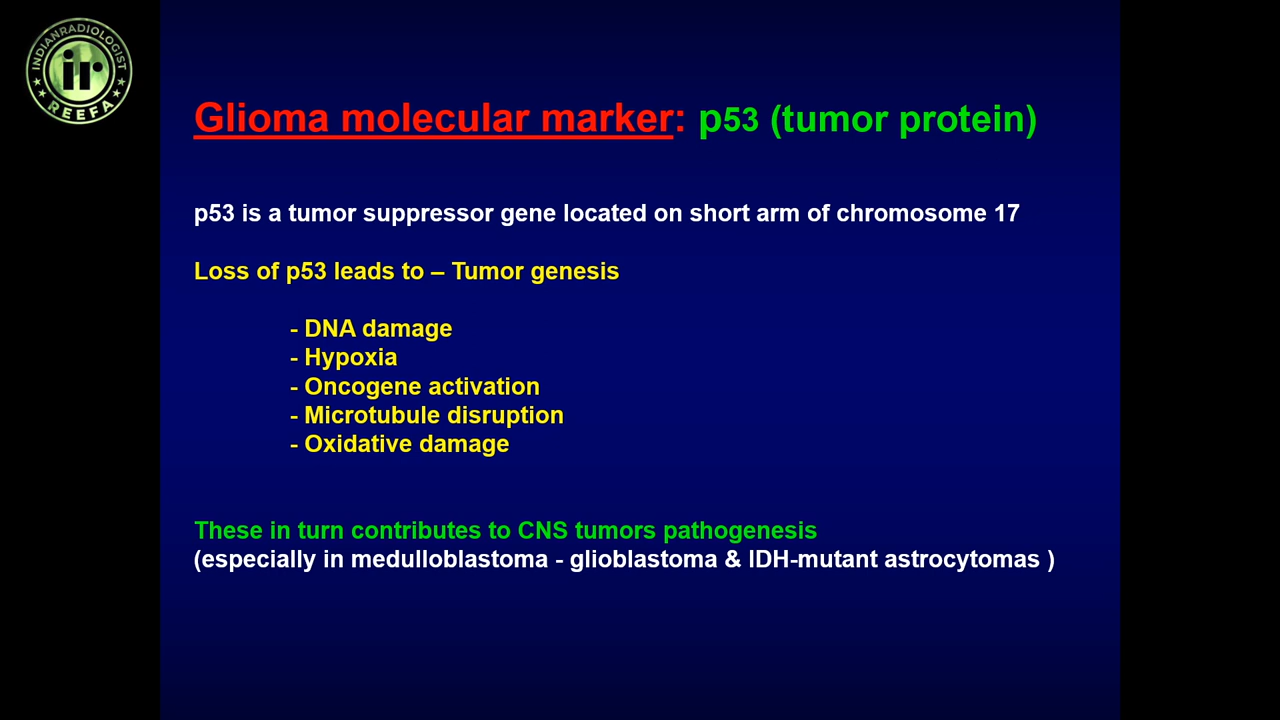 INDIANRADIOLOGIST
ir
REEFA
Glioma molecular marker: p53 (tumor protein)
p53 is a tumor suppressor gene located on short arm of chromosome 17
Loss of p53 leads to – Tumor genesis
- DNA damage
- Hypoxia
- Oncogene activation
- Microtubule disruption
- Oxidative damage
These in turn contributes to CNS tumors pathogenesis
(especially in medulloblastoma - glioblastoma & IDH-mutant astrocytomas )